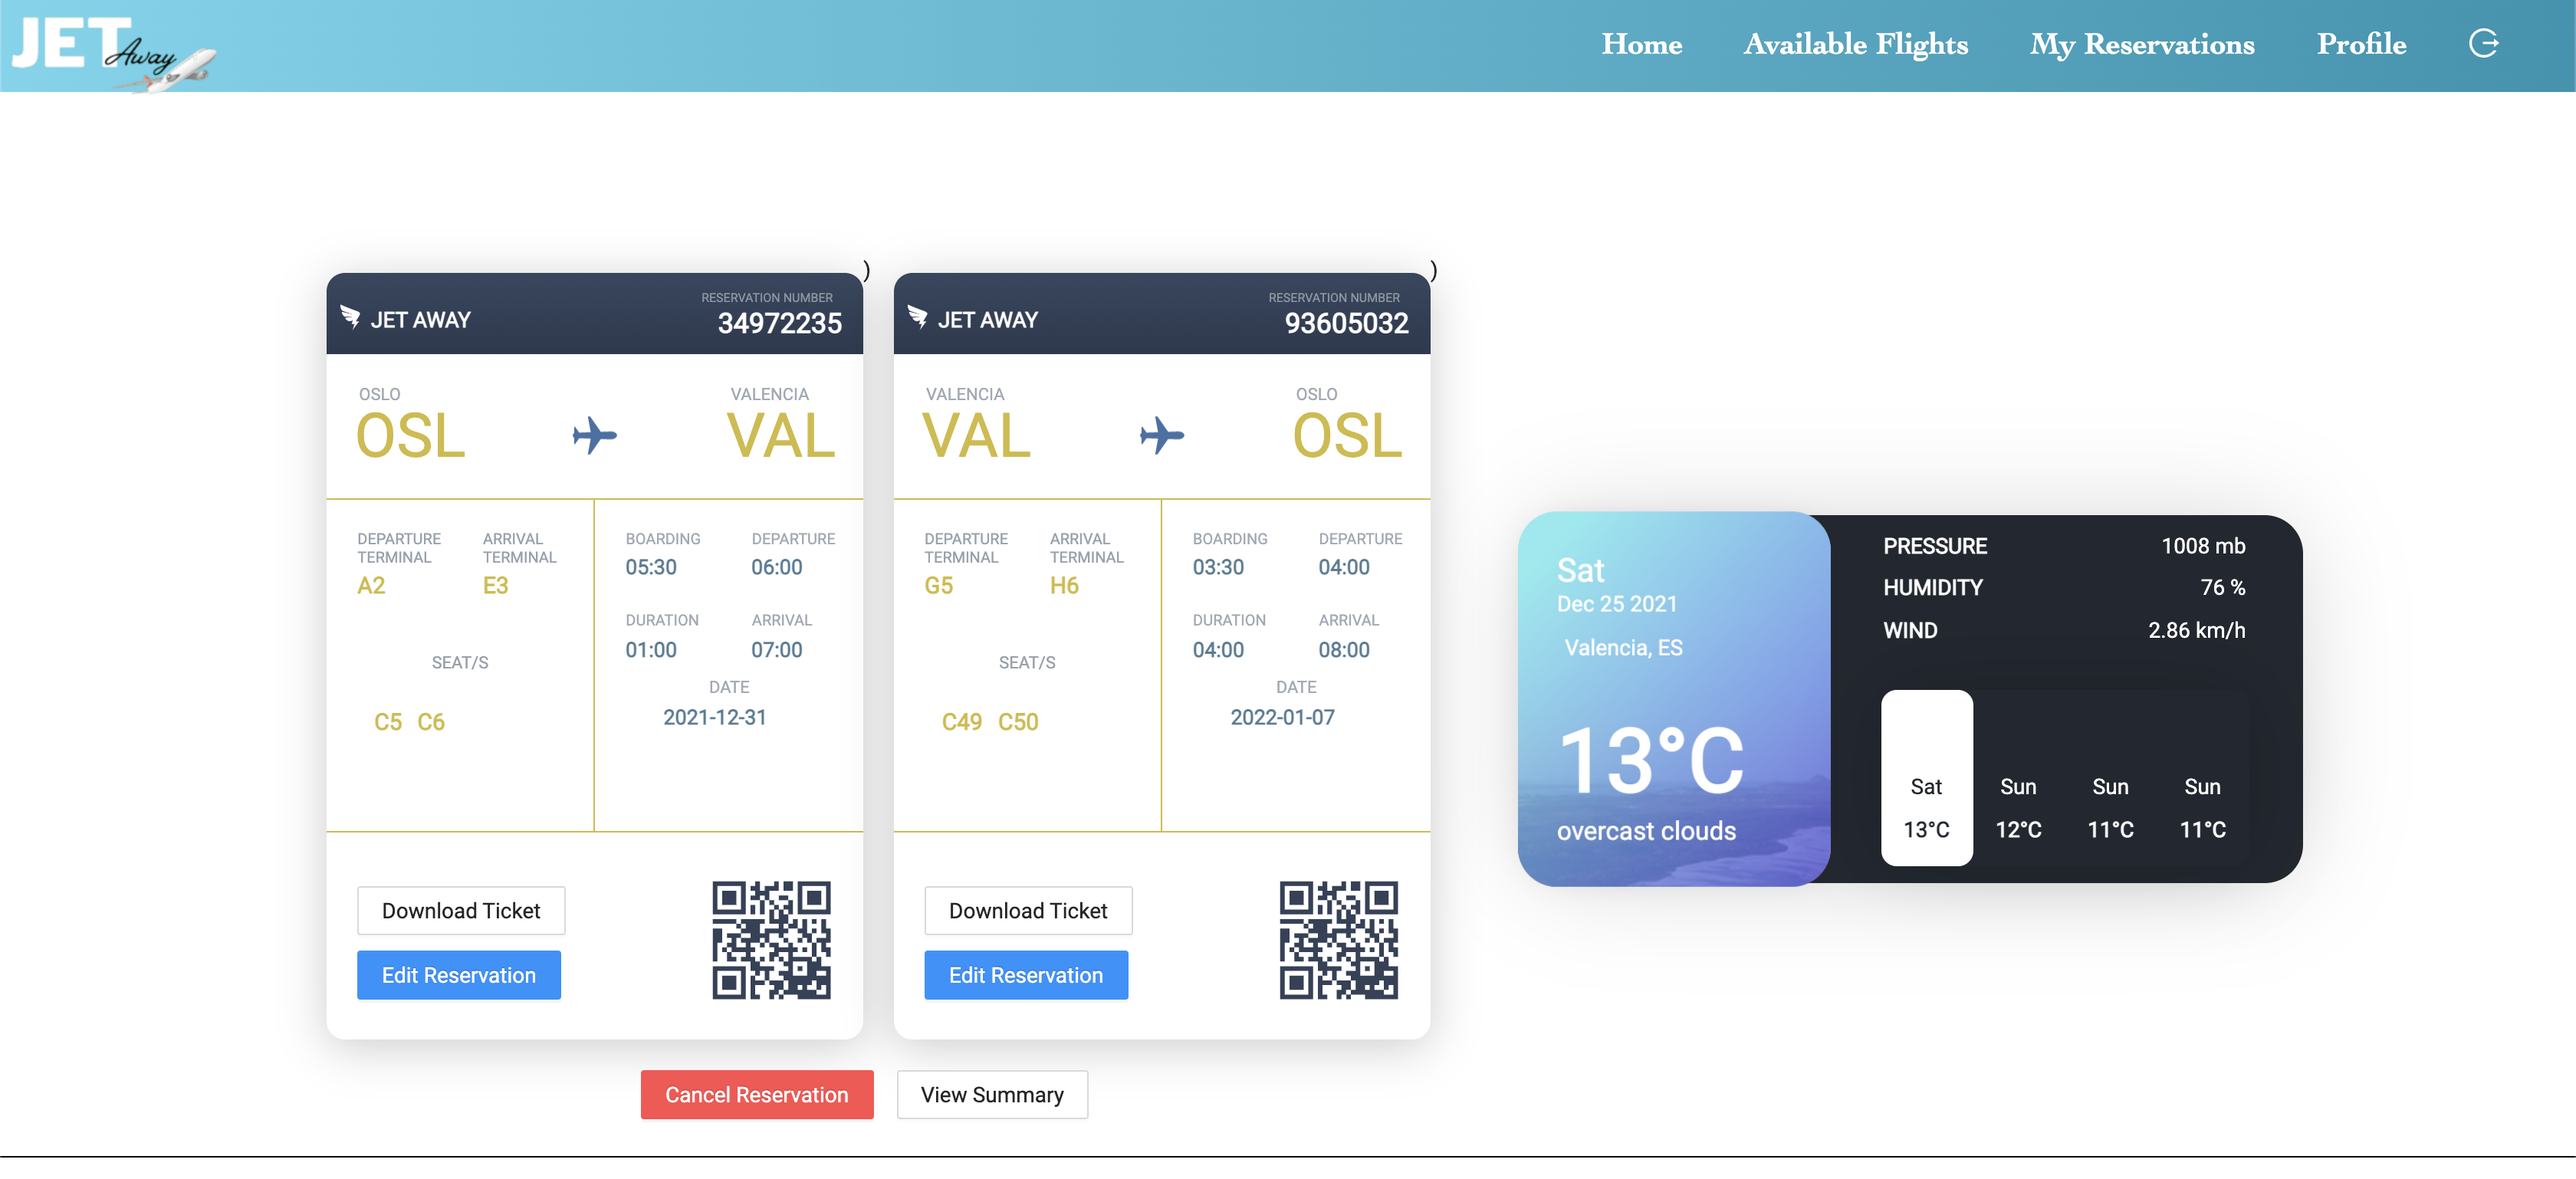 JET Away
Home Available Flights My Reservations Profile
)
JET AWAY
RESERVATION NUMBER
34972235
OSLO VALENCIA
OSL VAL
DEPARTURE TERMINAL
A2
ARRIVAL TERMINAL
E3
SEAT/S
C5 C6
BOARDING DEPARTURE
05:30 06:00
DURATION ARRIVAL
01:00 07:00
DATE
2021-12-31
Download Ticket
Edit Reservation
)
JET AWAY
RESERVATION NUMBER
93605032
VALENCIA OSLO
VAL OSL
DEPARTURE TERMINAL
G5
ARRIVAL TERMINAL
H6
SEAT/S
C49 C50
BOARDING DEPARTURE
03:30 04:00
DURATION ARRIVAL
04:00 08:00
DATE
2022-01-07
Download Ticket
Edit Reservation
Cancel Reservation View Summary
Sat
Dec 25 2021
Valencia, ES
13°C
overcast clouds
PRESSURE 1008 mb
HUMIDITY 76 %
WIND 2.86 km/h
Sat Sun Sun Sun
13°C 12°C 11°C 11°C